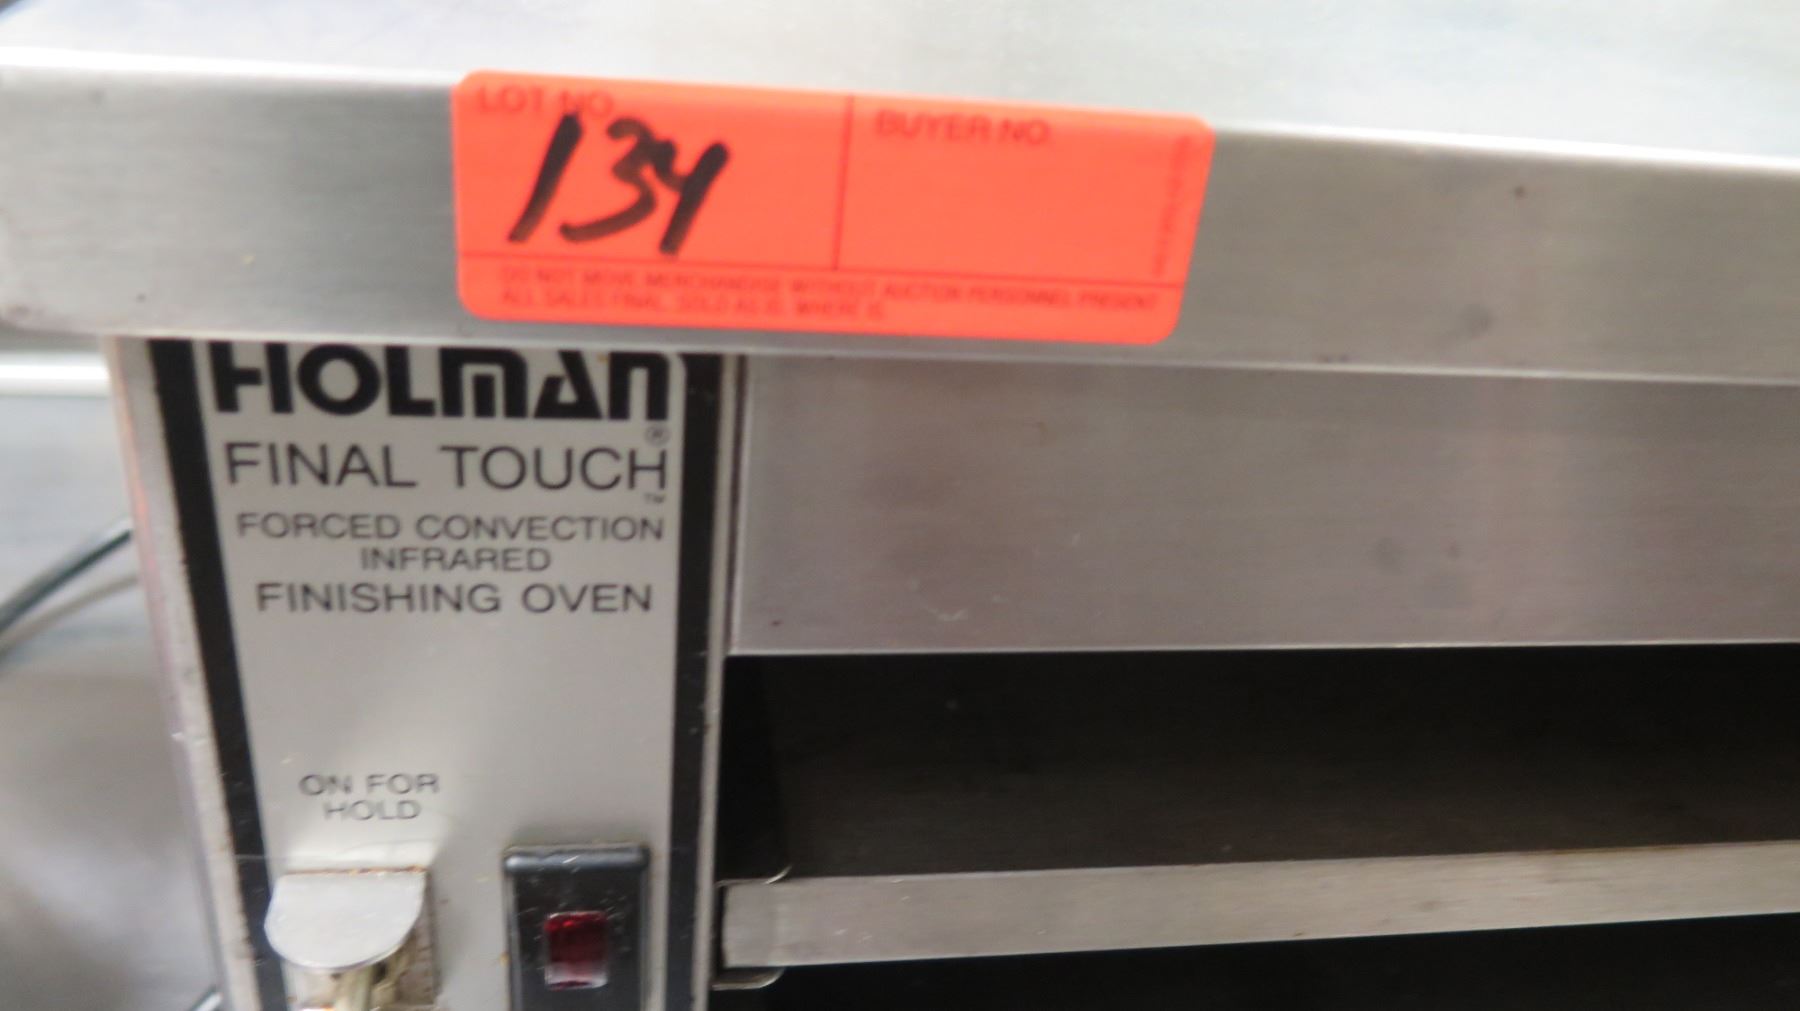 LOT NO.
134
BUYER NO.
DO NOT MOVE MERCHANDISE WITHOUT AUCTION PERSONNEL PRESENT
ALL SALES FINAL. SOLD AS IS. WHERE IS.
HOLMAN®
FINAL TOUCH™
FORCED CONVECTION
INFRARED
FINISHING OVEN
ON FOR
HOLD